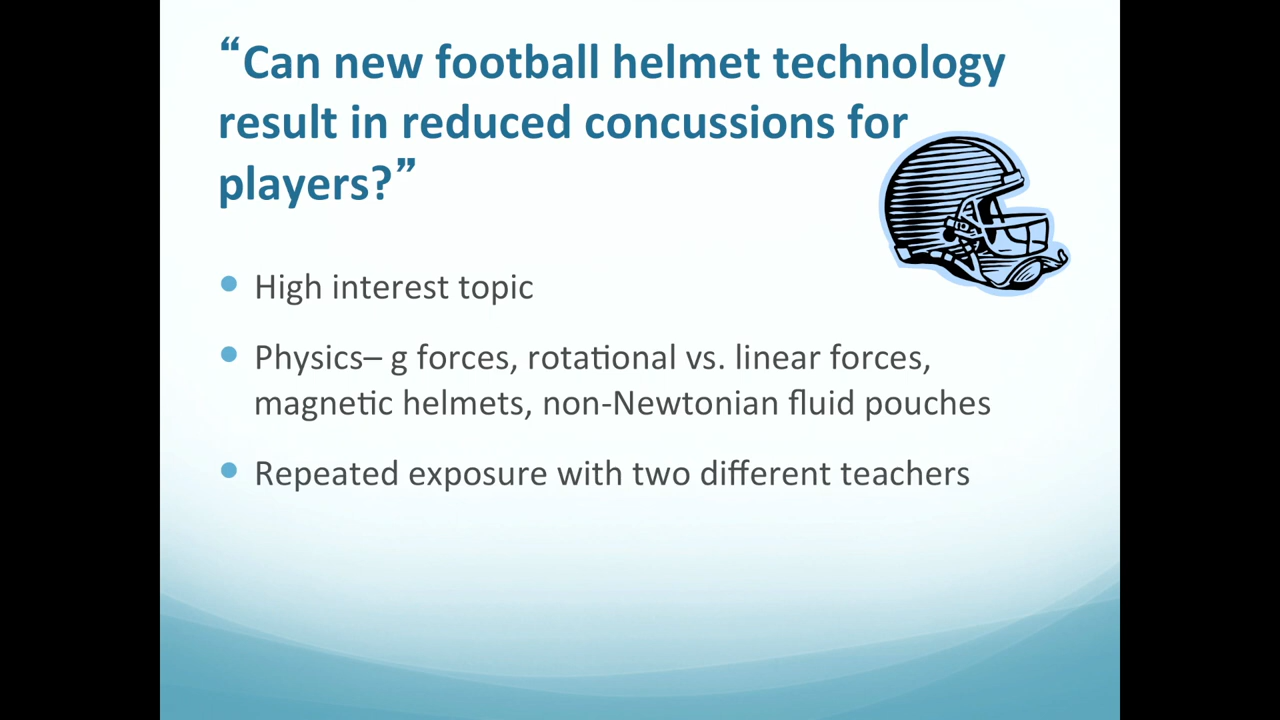 “Can new football helmet technology
result in reduced concussions for
players?”
High interest topic
Physics– g forces, rotational vs. linear forces,
magnetic helmets, non-Newtonian fluid pouches
Repeated exposure with two different teachers